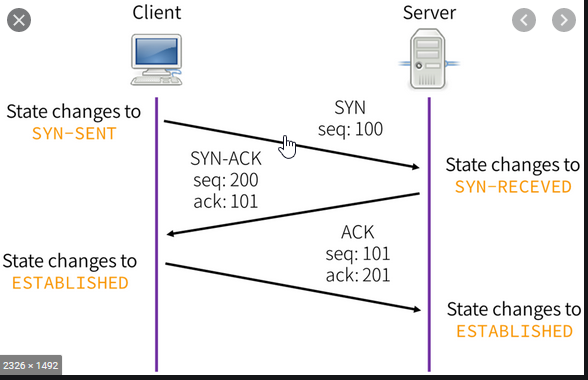 Client
Server
State changes to
SYN-SENT
SYN
seq: 100
SYN-ACK
seq: 200
ack: 101
State changes to
SYN-RECEVED
ACK
seq: 101
ack: 201
State changes to
ESTABLISHED
State changes to
ESTABLISHED
2326 × 1492